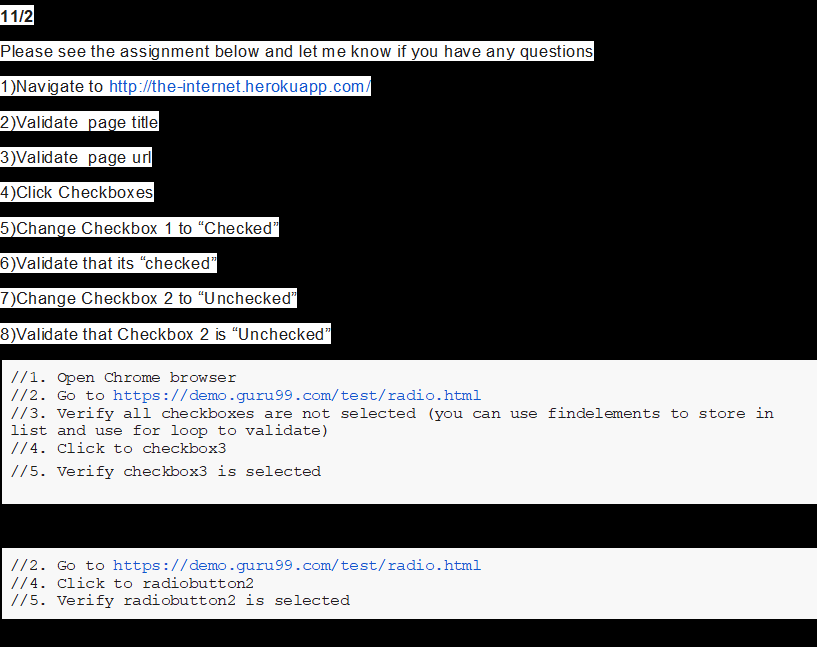 11/2
Please see the assignment below and let me know if you have any questions
1)Navigate to http://the-internet.herokuapp.com/
2)Validate  page title
3)Validate  page url
4)Click Checkboxes
5)Change Checkbox 1 to “Checked”
6)Validate that its “checked”
7)Change Checkbox 2 to “Unchecked”
8)Validate that Checkbox 2 is “Unchecked”
//1. Open Chrome browser
//2. Go to https://demo.guru99.com/test/radio.html
//3. Verify all checkboxes are not selected (you can use findelements to store in
list and use for loop to validate)
//4. Click to checkbox3
//5. Verify checkbox3 is selected
//2. Go to https://demo.guru99.com/test/radio.html
//4. Click to radiobutton2
//5. Verify radiobutton2 is selected